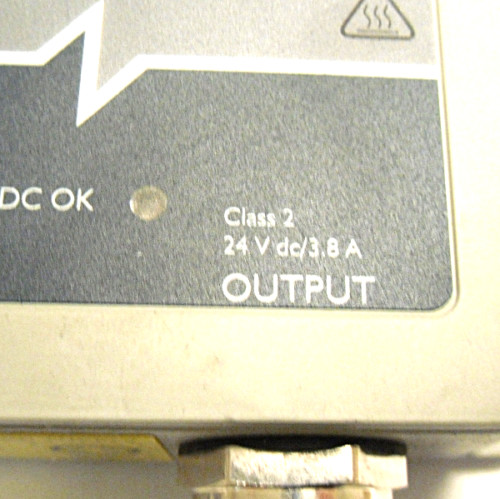 DC OK
Class 2
24 V dc/3.8 A
OUTPUT